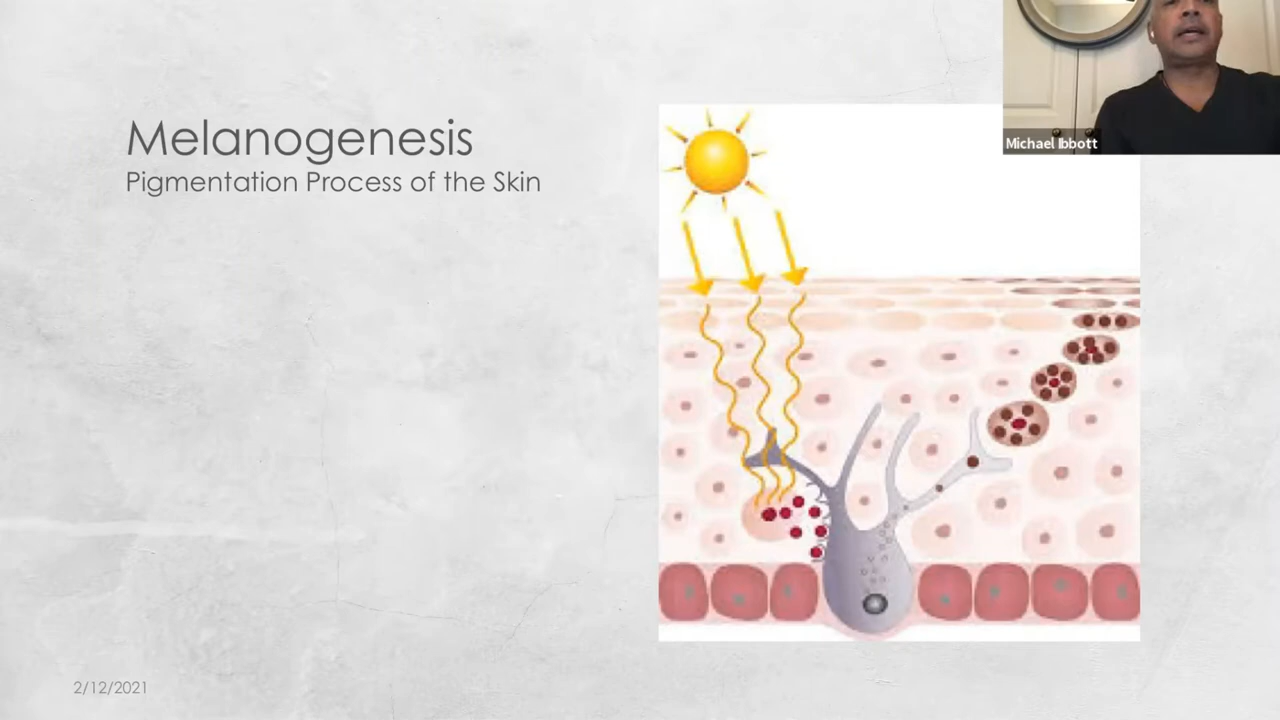 Melanogenesis
Pigmentation Process of the Skin
Michael Ibbott
2/12/2021